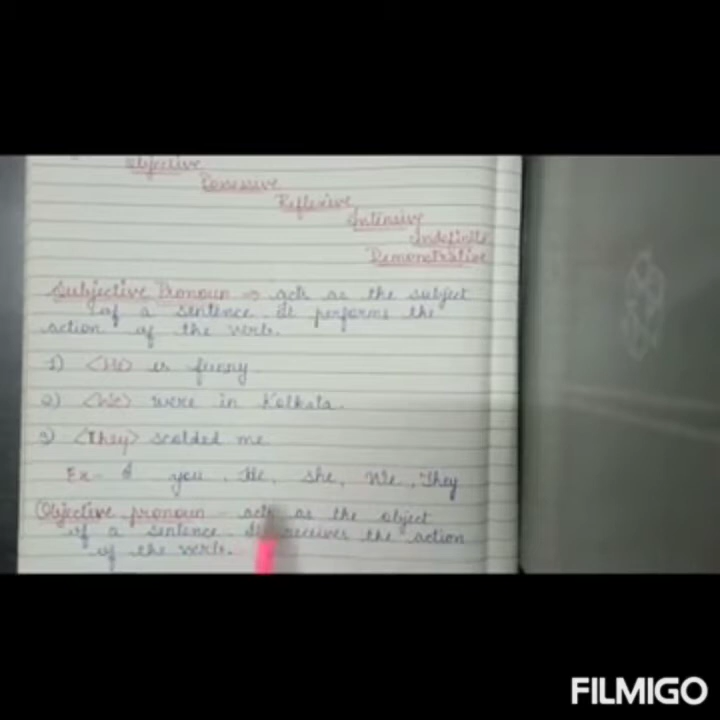 Objective
Possessive
Reflexive
Intensive
Indefinite
Demonstrative
Subjective Pronoun → acts as the subject
of a sentence. It performs the
action of the verb.
1) <He> is funny
2) <We> were in Kolkata.
3) <They> scolded me
Ex- I you, He, she, We, They
Objective pronoun - acts as the object
of a sentence. It receives the action
of the verb.
FILMIGO